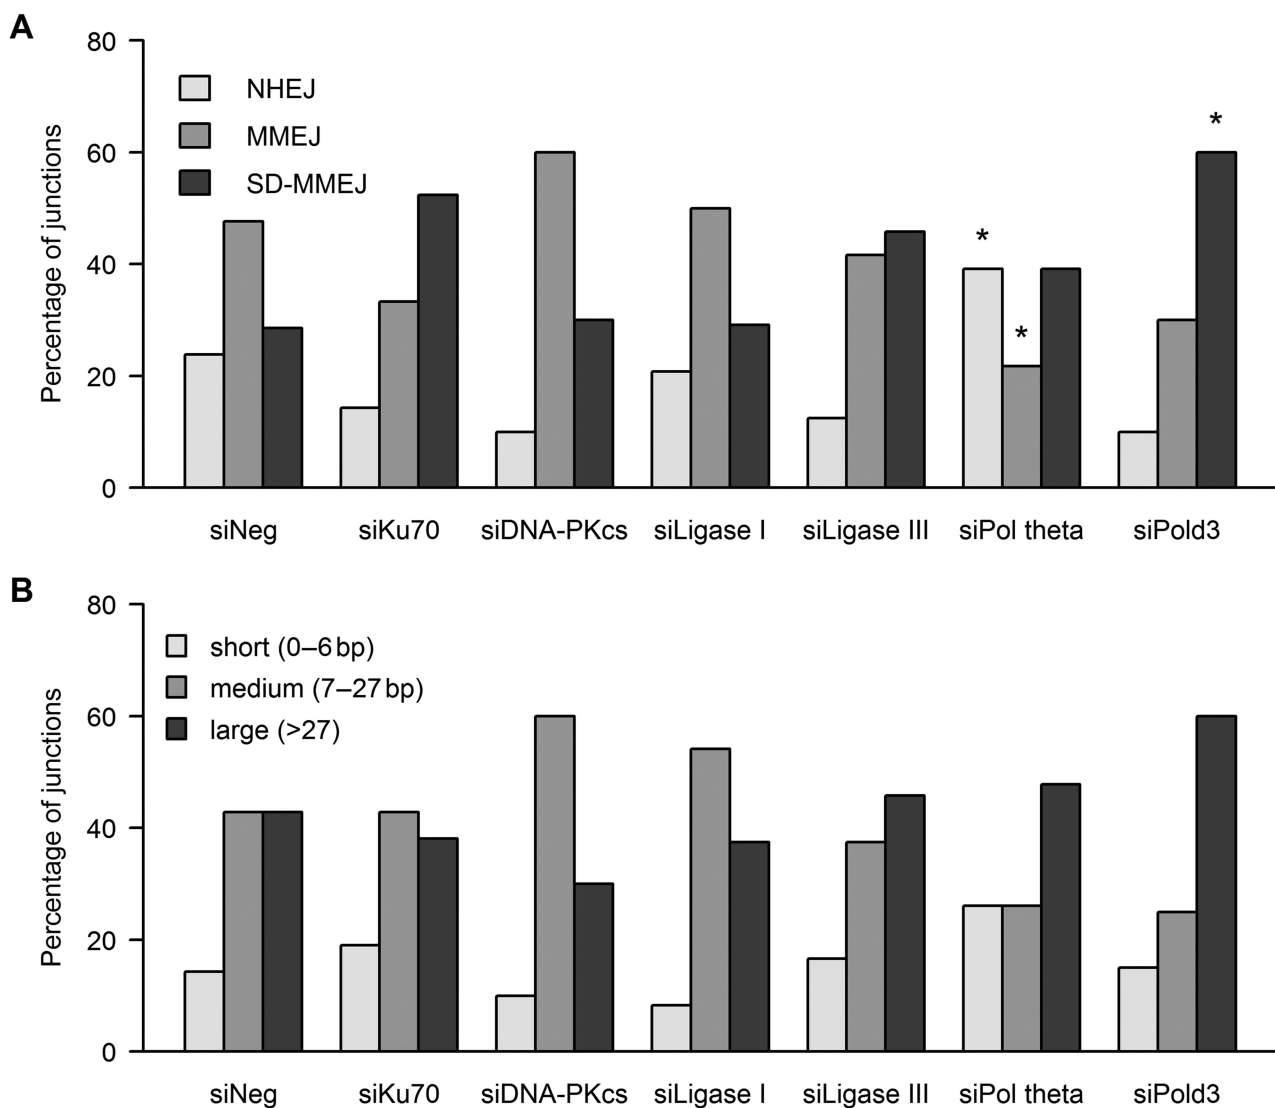 A
80
60
40
20
0
Percentage of junctions
NHEJ
MMEJ
SD-MMEJ
*
*
*
siNeg siKu70 siDNA-PKcs siLigase I siLigase III siPol theta siPold3
B
80
60
40
20
0
Percentage of junctions
short (0–6 bp)
medium (7–27 bp)
large (>27)
siNeg siKu70 siDNA-PKcs siLigase I siLigase III siPol theta siPold3